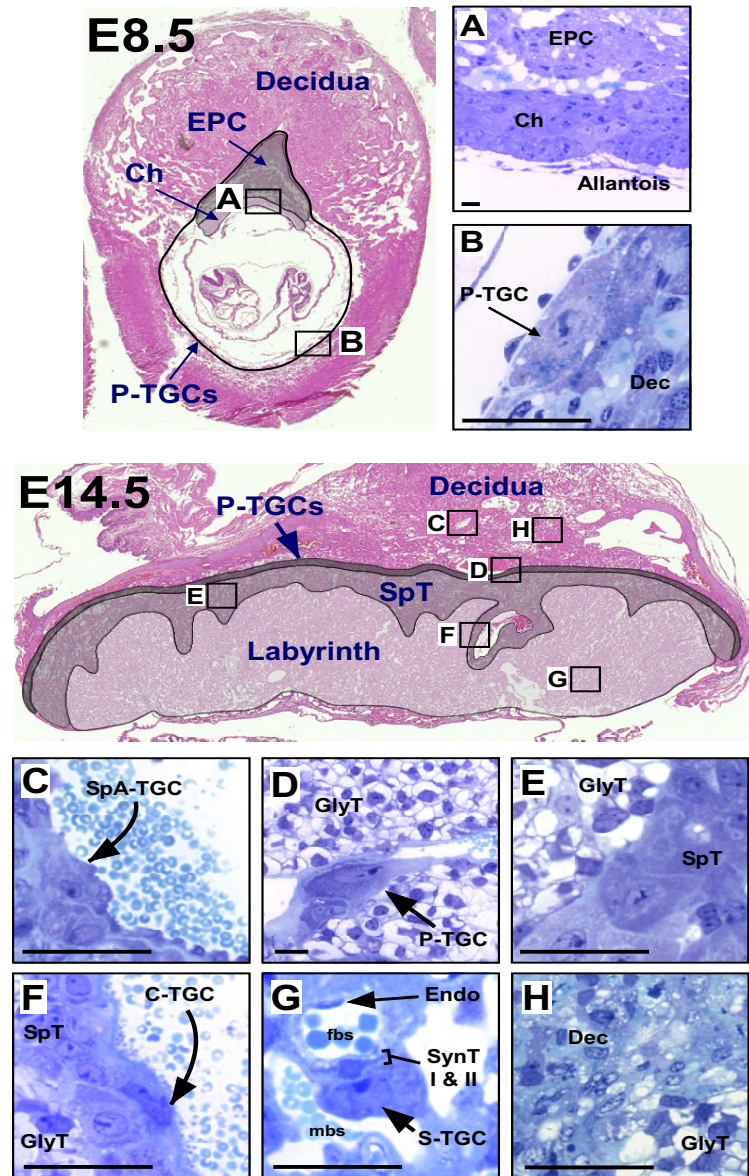 E8.5
Decidua
EPC
Ch
A
B
P-TGCs
A
EPC
Ch
Allantois
B
P-TGC
Dec
E14.5
Decidua
P-TGCs
C
H
D
E
SpT
F
Labyrinth
G
C
SpA-TGC
D
GlyT
P-TGC
E
GlyT
SpT
F
C-TGC
SpT
GlyT
G
Endo
fbs
SynT
I & II
S-TGC
mbs
H
Dec
GlyT